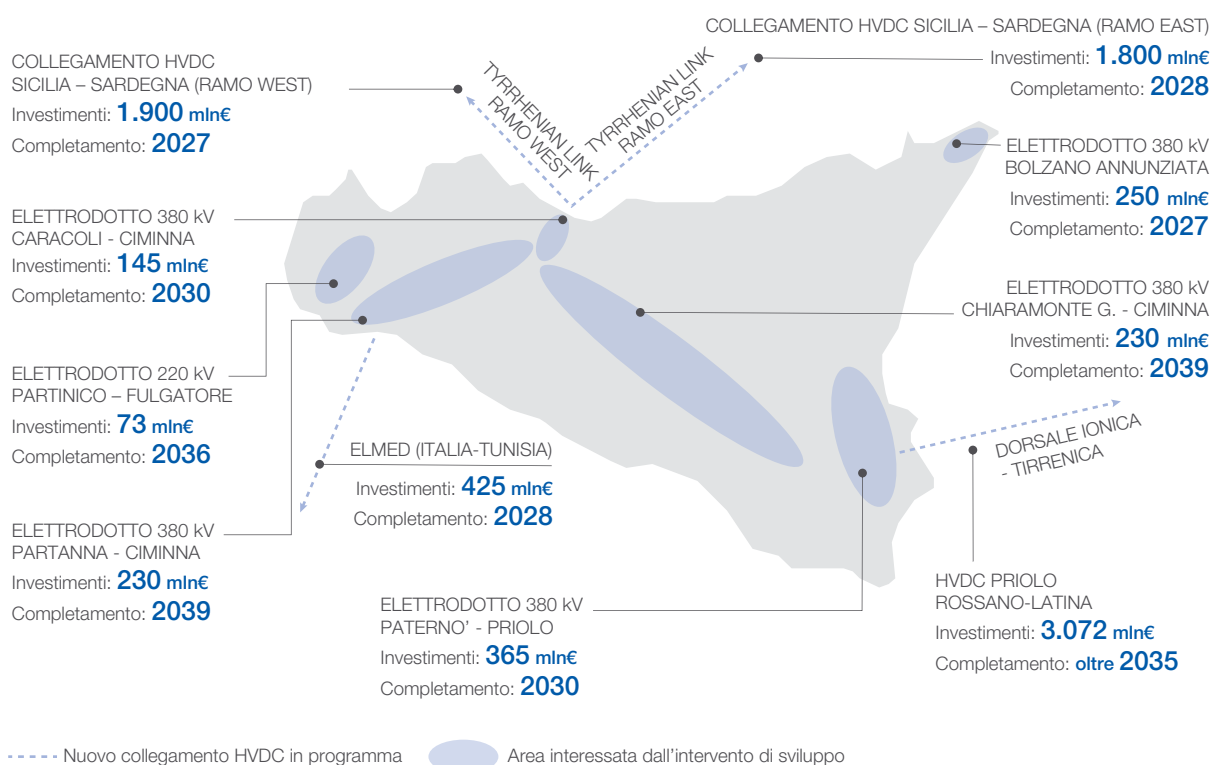 COLLEGAMENTO HVDC SICILIA – SARDEGNA (RAMO EAST)
Investimenti: 1.800 mln€
Completamento: 2028
COLLEGAMENTO HVDC
SICILIA – SARDEGNA (RAMO WEST)
Investimenti: 1.900 mln€
Completamento: 2027
TYRRHENIAN LINK
RAMO WEST
TYRRHENIAN LINK
RAMO EAST
ELETTRODOTTO 380 kV
BOLZANO ANNUNZIATA
Investimenti: 250 mln€
Completamento: 2027
ELETTRODOTTO 380 kV
CARACOLI - CIMINNA
Investimenti: 145 mln€
Completamento: 2030
ELETTRODOTTO 380 kV
CHIARAMONTE G. - CIMINNA
Investimenti: 230 mln€
Completamento: 2039
ELETTRODOTTO 220 kV
PARTINICO – FULGATORE
Investimenti: 73 mln€
Completamento: 2036
ELMED (ITALIA-TUNISIA)
Investimenti: 425 mln€
Completamento: 2028
DORSALE IONICA
- TIRRENICA
ELETTRODOTTO 380 kV
PARTANNA - CIMINNA
Investimenti: 230 mln€
Completamento: 2039
ELETTRODOTTO 380 kV
PATERNO' - PRIOLO
Investimenti: 365 mln€
Completamento: 2030
HVDC PRIOLO
ROSSANO-LATINA
Investimenti: 3.072 mln€
Completamento: oltre 2035
Nuovo collegamento HVDC in programma
Area interessata dall'intervento di sviluppo